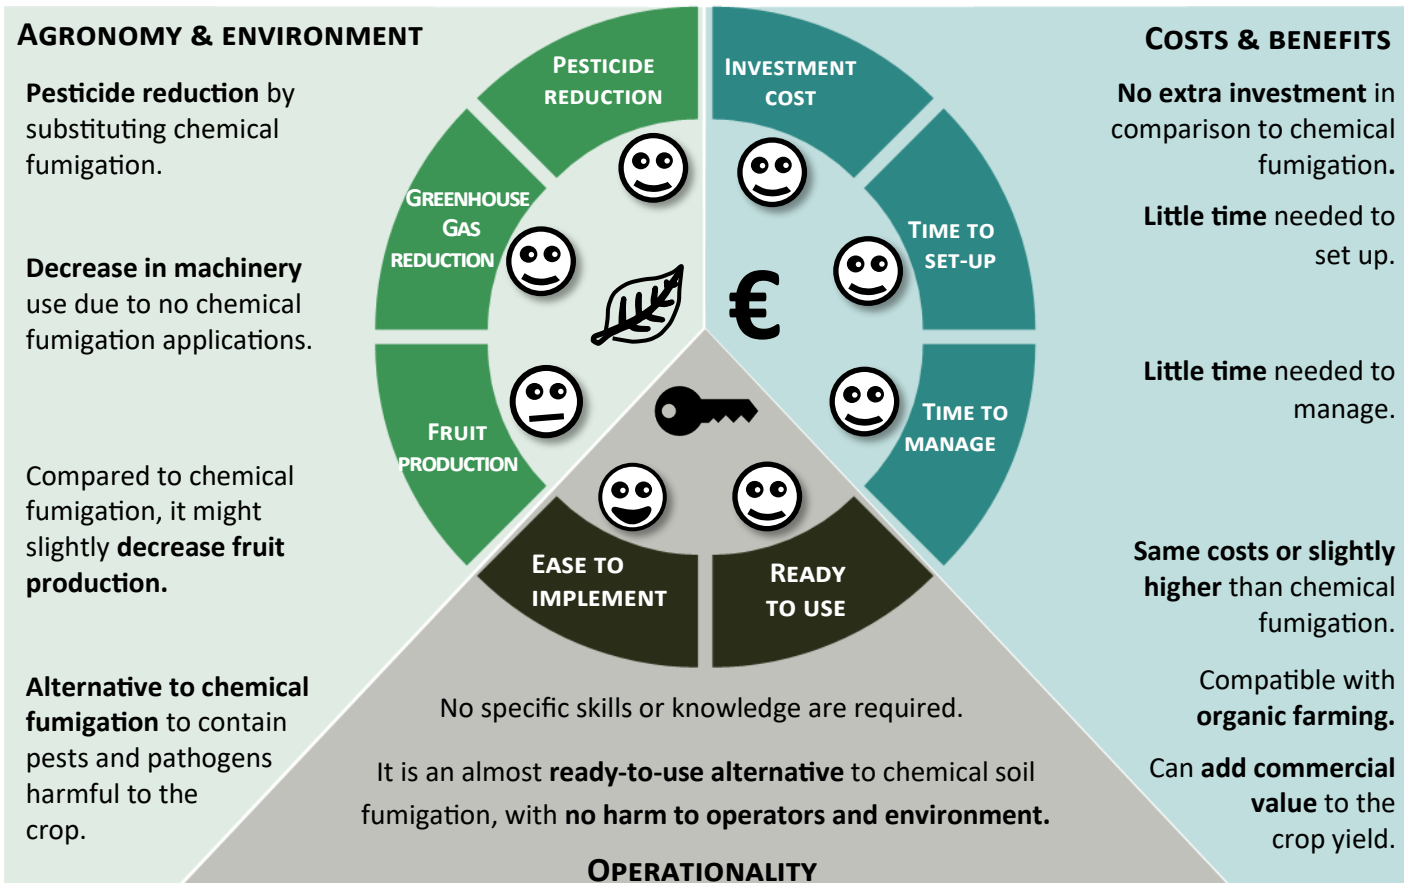 AGRONOMY & ENVIRONMENT
Pesticide reduction by
substituting chemical
fumigation.
Decrease in machinery
use due to no chemical
fumigation applications.
Compared to chemical
fumigation, it might
slightly decrease fruit
production.
Alternative to chemical
fumigation to contain
pests and pathogens
harmful to the
crop.
PESTICIDE
REDUCTION
GREENHOUSE
GAS
REDUCTION
FRUIT
PRODUCTION
INVESTMENT
COST
TIME TO
SET-UP
TIME TO
MANAGE
€
EASE TO
IMPLEMENT
READY
TO USE
COSTS & BENEFITS
No extra investment in
comparison to chemical
fumigation.
Little time needed to
set up.
Little time needed to
manage.
Same costs or slightly
higher than chemical
fumigation.
Compatible with
organic farming.
Can add commercial
value to the
crop yield.
No specific skills or knowledge are required.
It is an almost ready-to-use alternative to chemical soil
fumigation, with no harm to operators and environment.
OPERATIONALITY